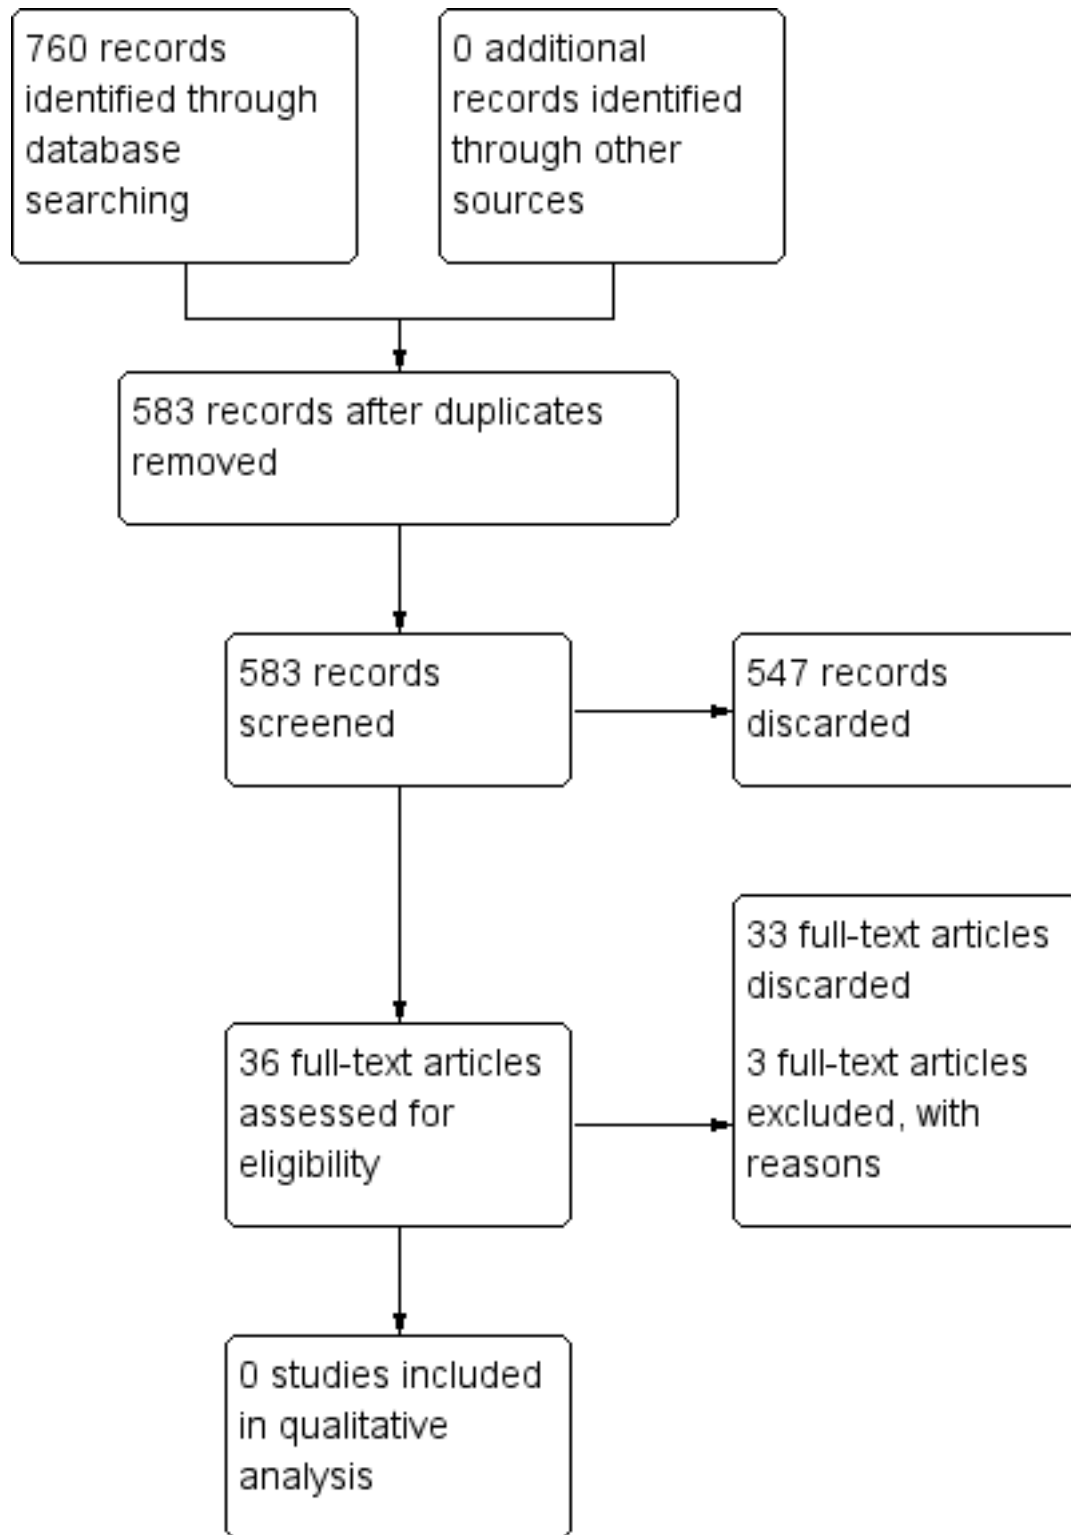 760 records
identified through
database
searching
0 additional
records identified
through other
sources
583 records after duplicates
removed
583 records
screened
547 records
discarded
36 full-text articles
assessed for
eligibility
33 full-text articles
discarded
3 full-text articles
excluded, with
reasons
0 studies included
in qualitative
analysis